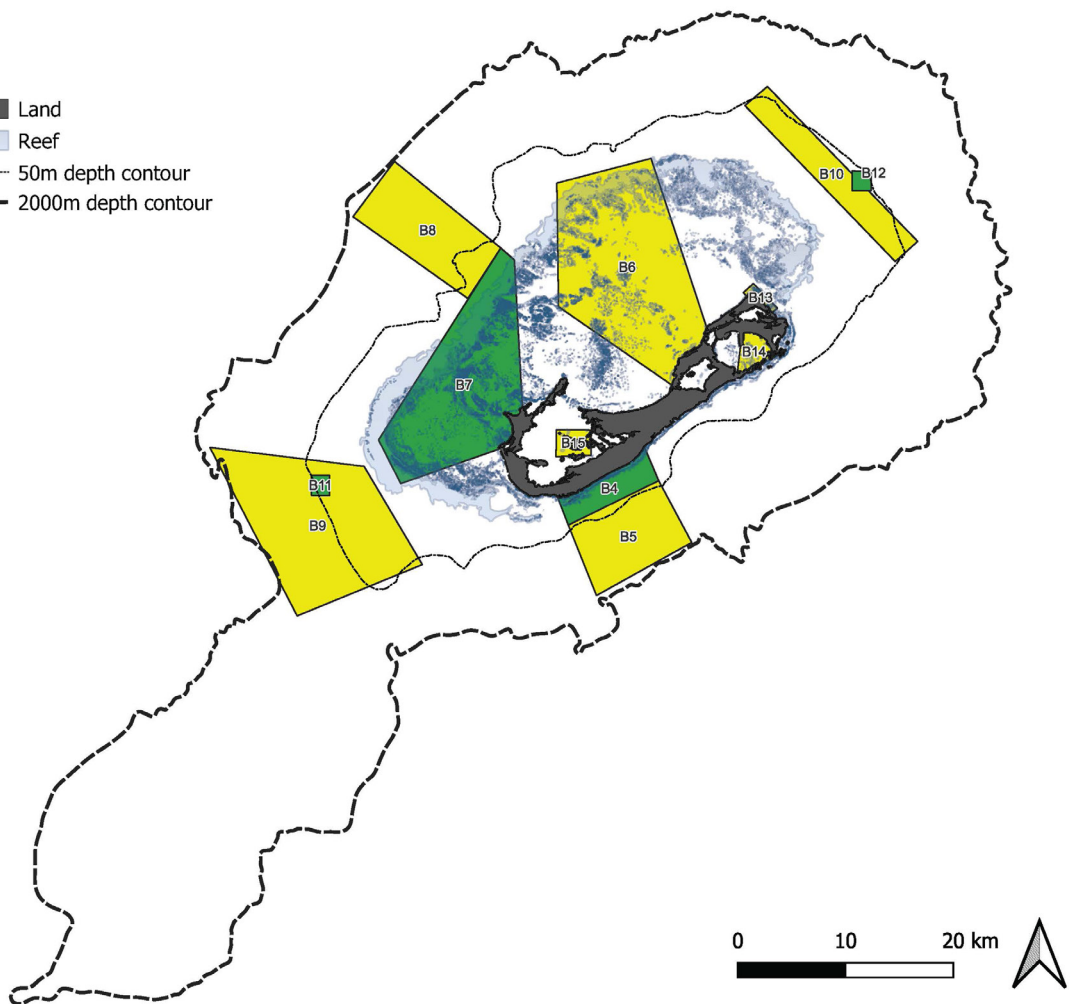 Land
Reef
50m depth contour
2000m depth contour
B10
B12
B8
B6
B13
B14
B7
B15
B11
B4
B9
B5
0 10 20 km